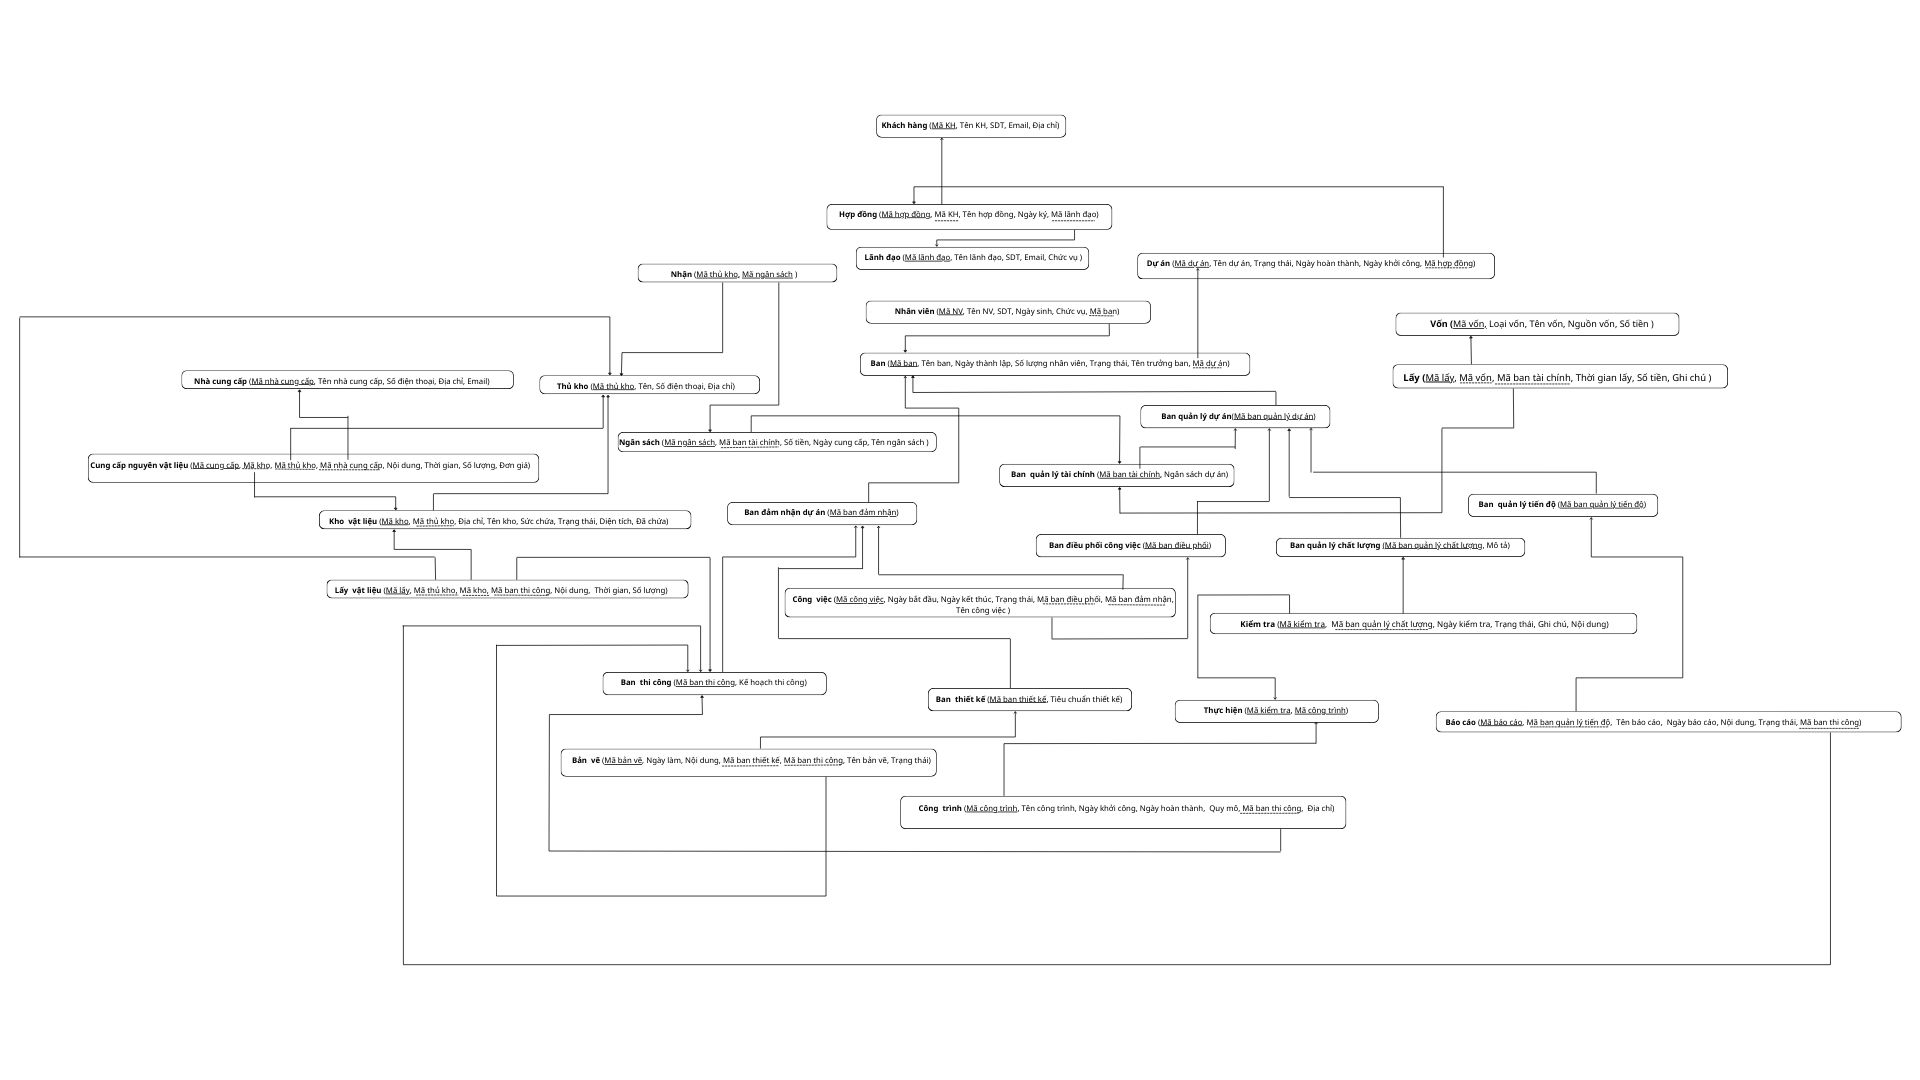 Khách hàng (Mã KH, Tên KH, SDT, Email, Địa chỉ)
Hợp đồng (Mã hợp đồng, Mã KH, Tên hợp đồng, Ngày ký, Mã lãnh đạo)
Lãnh đạo (Mã lãnh đạo, Tên lãnh đạo, SDT, Email, Chức vụ )
Dự án (Mã dự án, Tên dự án, Trạng thái, Ngày hoàn thành, Ngày khởi công, Mã hợp đồng)
Nhận (Mã thủ kho, Mã ngân sách )
Nhân viên (Mã NV, Tên NV, SDT, Ngày sinh, Chức vụ, Mã ban)
Vốn (Mã vốn, Loại vốn, Tên vốn, Nguồn vốn, Số tiền )
Ban (Mã ban, Tên ban, Ngày thành lập, Số lượng nhân viên, Trạng thái, Tên trưởng ban, Mã dự án)
Nhà cung cấp (Mã nhà cung cấp, Tên nhà cung cấp, Số điện thoại, Địa chỉ, Email)
Thủ kho (Mã thủ kho, Tên, Số điện thoại, Địa chỉ)
Lấy (Mã lấy, Mã vốn, Mã ban tài chính, Thời gian lấy, Số tiền, Ghi chú )
Ban quản lý dự án(Mã ban quản lý dự án)
Ngân sách (Mã ngân sách, Mã ban tài chính, Số tiền, Ngày cung cấp, Tên ngân sách )
Cung cấp nguyên vật liệu (Mã cung cấp, Mã kho, Mã thủ kho, Mã nhà cung cấp, Nội dung, Thời gian, Số lượng, Đơn giá)
Ban quản lý tài chính (Mã ban tài chính, Ngân sách dự án)
Ban quản lý tiến độ (Mã ban quản lý tiến độ)
Ban đảm nhận dự án (Mã ban đảm nhận)
Kho vật liệu (Mã kho, Mã thủ kho, Địa chỉ, Tên kho, Sức chứa, Trạng thái, Diện tích, Đã chứa)
Ban điều phối công việc (Mã ban điều phối)
Ban quản lý chất lượng (Mã ban quản lý chất lượng, Mô tả)
Lấy vật liệu (Mã lấy, Mã thủ kho, Mã kho, Mã ban thi công, Nội dung, Thời gian, Số lượng)
Công việc (Mã công việc, Ngày bắt đầu, Ngày kết thúc, Trạng thái, Mã ban điều phối, Mã ban đảm nhận,
Tên công việc )
Kiểm tra (Mã kiểm tra, Mã ban quản lý chất lượng, Ngày kiểm tra, Trạng thái, Ghi chú, Nội dung)
Ban thi công (Mã ban thi công, Kế hoạch thi công)
Ban thiết kế (Mã ban thiết kế, Tiêu chuẩn thiết kế)
Thực hiện (Mã kiểm tra, Mã công trình)
Báo cáo (Mã báo cáo, Mã ban quản lý tiến độ, Tên báo cáo, Ngày báo cáo, Nội dung, Trạng thái, Mã ban thi công)
Bản vẽ (Mã bản vẽ, Ngày làm, Nội dung, Mã ban thiết kế, Mã ban thi công, Tên bản vẽ, Trạng thái)
Công trình (Mã công trình, Tên công trình, Ngày khởi công, Ngày hoàn thành, Quy mô, Mã ban thi công, Địa chỉ)